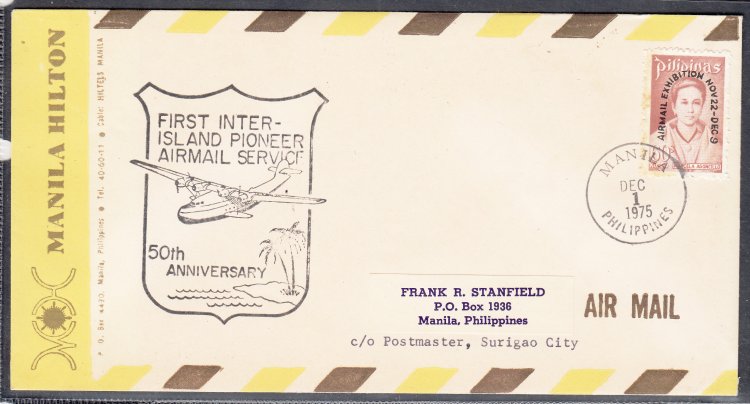 MANILA HILTON
P. O. Box 4490, Manila, Philippines • Tel. 40-60-11 • Cable: HILTELS MANILA
FIRST INTER-
ISLAND PIONEER
AIRMAIL SERVICE
50th
ANNIVERSARY
Pilipinas
AIRMAIL EXHIBITION NOV 22-DEC 9
MANILA
DEC
1
1975
PHILIPPINES
FRANK R. STANFIELD
P.O. Box 1936
Manila, Philippines
AIR MAIL
c/o Postmaster, Surigao City